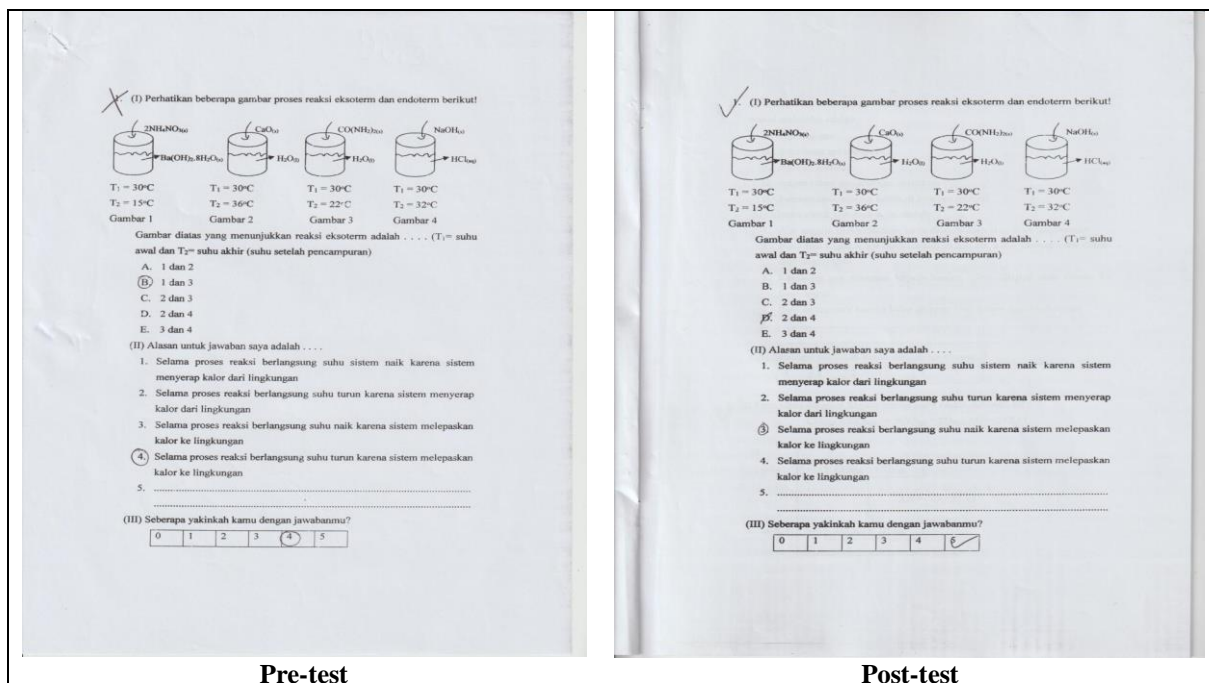 1. (I) Perhatikan beberapa gambar proses reaksi eksoterm dan endoterm berikut!
2NH₄NO₃₍ₛ₎ CaO₍ₛ₎ CO(NH₂)₂₍ₛ₎ NaOH₍ₛ₎
Ba(OH)₂.8H₂O₍ₛ₎ H₂O₍ₗ₎ H₂O₍ₗ₎ HCl₍ₐq₎
T₁ = 30°C T₁ = 30°C T₁ = 30°C T₁ = 30°C
T₂ = 15°C T₂ = 36°C T₂ = 22°C T₂ = 32°C
Gambar 1 Gambar 2 Gambar 3 Gambar 4
Gambar diatas yang menunjukkan reaksi eksoterm adalah . . . . (T₁= suhu
awal dan T₂= suhu akhir (suhu setelah pencampuran)
A. 1 dan 2
B. 1 dan 3
C. 2 dan 3
D. 2 dan 4
E. 3 dan 4
(II) Alasan untuk jawaban saya adalah . . . .
1. Selama proses reaksi berlangsung suhu sistem naik karena sistem
menyerap kalor dari lingkungan
2. Selama proses reaksi berlangsung suhu turun karena sistem menyerap
kalor dari lingkungan
3. Selama proses reaksi berlangsung suhu naik karena sistem melepaskan
kalor ke lingkungan
4. Selama proses reaksi berlangsung suhu turun karena sistem melepaskan
kalor ke lingkungan
5.
(III) Seberapa yakinkah kamu dengan jawabanmu?
0 1 2 3 4 5
Pre-test
1. (I) Perhatikan beberapa gambar proses reaksi eksoterm dan endoterm berikut!
2NH₄NO₃₍ₛ₎ CaO₍ₛ₎ CO(NH₂)₂₍ₛ₎ NaOH₍ₛ₎
Ba(OH)₂.8H₂O₍ₛ₎ H₂O₍ₗ₎ H₂O₍ₗ₎ HCl₍ₐq₎
T₁ = 30°C T₁ = 30°C T₁ = 30°C T₁ = 30°C
T₂ = 15°C T₂ = 36°C T₂ = 22°C T₂ = 32°C
Gambar 1 Gambar 2 Gambar 3 Gambar 4
Gambar diatas yang menunjukkan reaksi eksoterm adalah . . . . (T₁= suhu
awal dan T₂= suhu akhir (suhu setelah pencampuran)
A. 1 dan 2
B. 1 dan 3
C. 2 dan 3
D. 2 dan 4
E. 3 dan 4
(II) Alasan untuk jawaban saya adalah . . . .
1. Selama proses reaksi berlangsung suhu sistem naik karena sistem
menyerap kalor dari lingkungan
2. Selama proses reaksi berlangsung suhu turun karena sistem menyerap
kalor dari lingkungan
3. Selama proses reaksi berlangsung suhu naik karena sistem melepaskan
kalor ke lingkungan
4. Selama proses reaksi berlangsung suhu turun karena sistem melepaskan
kalor ke lingkungan
5.
(III) Seberapa yakinkah kamu dengan jawabanmu?
0 1 2 3 4 5
Post-test